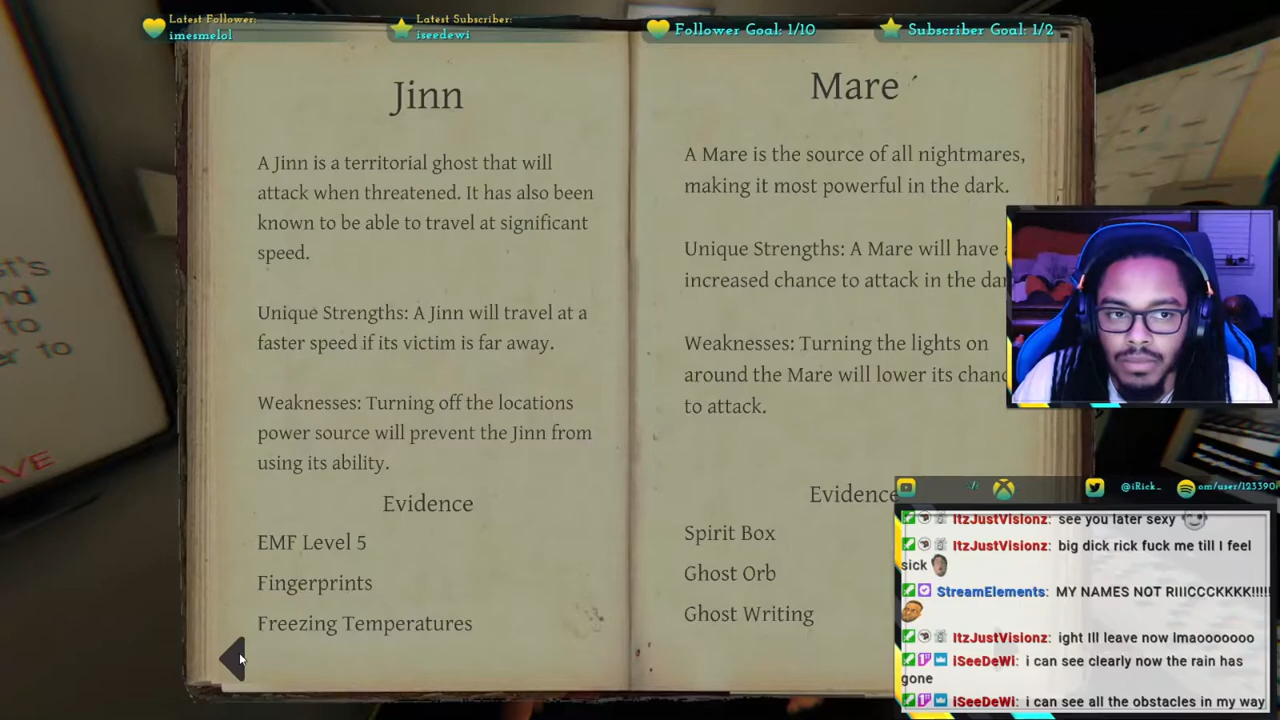 Latest Follower:
imesmelol
Latest Subscriber:
iseedewi
Follower Goal: 1/10
Subscriber Goal: 1/2
Jinn
A Jinn is a territorial ghost that will
attack when threatened. It has also been
known to be able to travel at significant
speed.
Unique Strengths: A Jinn will travel at a
faster speed if its victim is far away.
Weaknesses: Turning off the locations
power source will prevent the Jinn from
using its ability.
Evidence
EMF Level 5
Fingerprints
Freezing Temperatures
Mare
A Mare is the source of all nightmares,
making it most powerful in the dark.
Unique Strengths: A Mare will have
increased chance to attack in the
Weaknesses: Turning the lights on
around the Mare will lower its
to attack.
Evidence
Spirit Box
Ghost Orb
Ghost Writing
to
er to
@iRick_
om/user/123390
ItzJustVisionz: see you later sexy
ItzJustVisionz: big dick rick fuck me till I feel
sick
StreamElements: MY NAMES NOT RIIICCCKKKK!!!!!
ItzJustVisionz: ight Ill leave now lmaooooooo
iSeeDeWi: i can see clearly now the rain has
gone
iSeeDeWi: i can see all the obstacles in my way